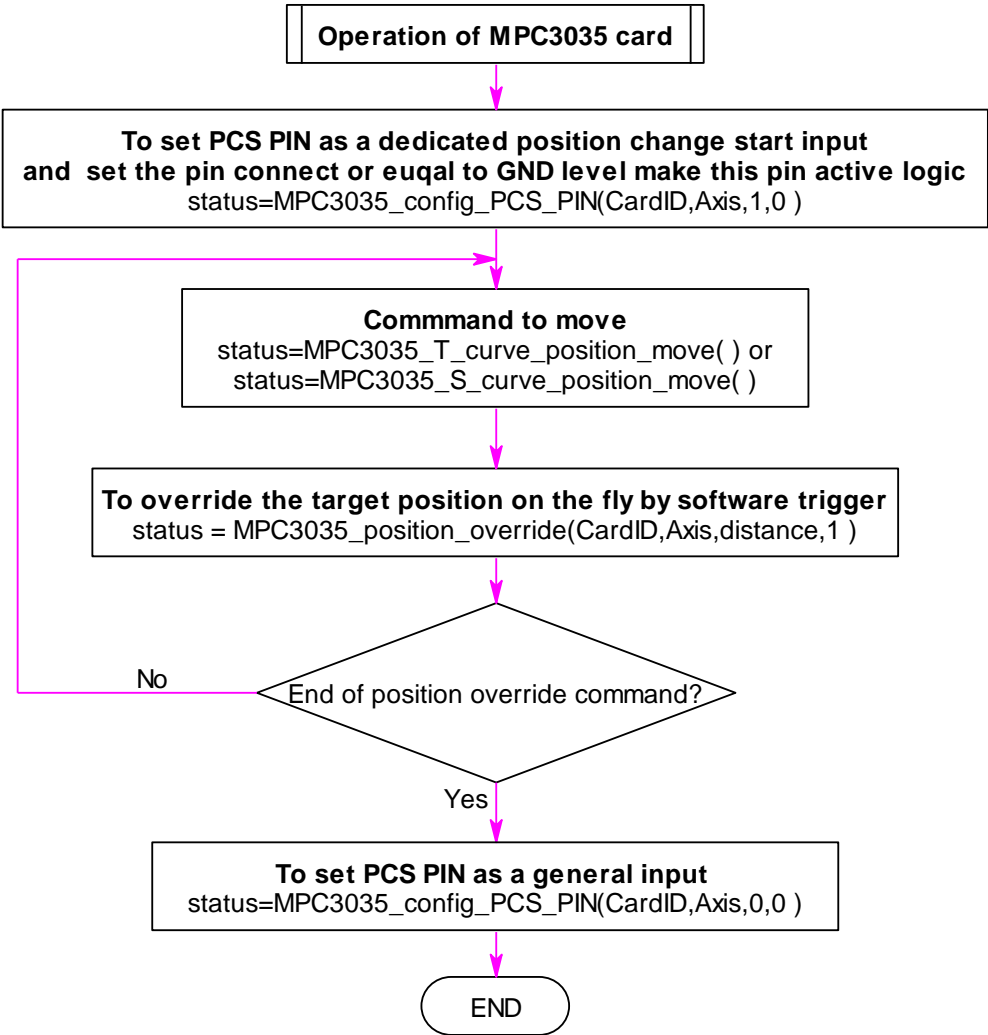 Operation of MPC3035 card
To set PCS PIN as a dedicated position change start input
and set the pin connect or euqal to GND level make this pin active logic
status=MPC3035_config_PCS_PIN(CardID,Axis,1,0 )
Commmand to move
status=MPC3035_T_curve_position_move( ) or
status=MPC3035_S_curve_position_move( )
To override the target position on the fly by software trigger
status = MPC3035_position_override(CardID,Axis,distance,1 )
No
End of position override command?
Yes
To set PCS PIN as a general input
status=MPC3035_config_PCS_PIN(CardID,Axis,0,0 )
END